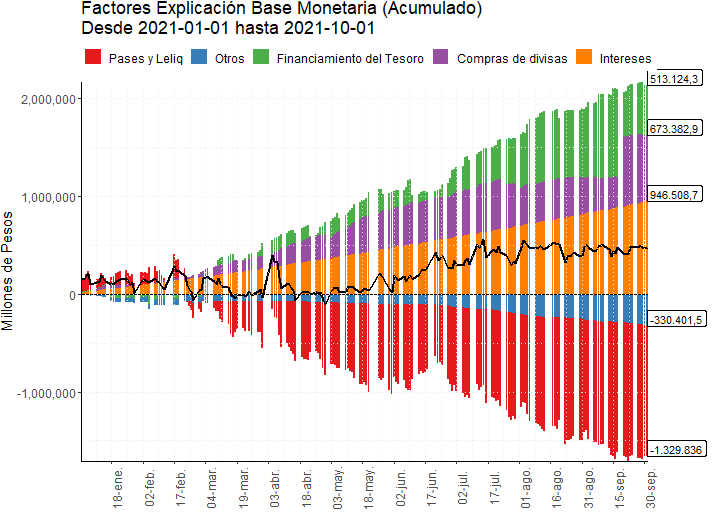 Factores Explicación Base Monetaria (Acumulado)
Desde 2021-01-01 hasta 2021-10-01
Pases y Leliq Otros Financiamiento del Tesoro Compras de divisas Intereses
Millones de Pesos
2,000,000
1,000,000
0
-1,000,000
513.124,3
673.382,9
946.508,7
-330.401,5
-1.329.836
18-ene.
02-feb.
17-feb.
04-mar.
19-mar.
03-abr.
18-abr.
03-may.
18-may.
02-jun.
17-jun.
02-jul.
17-jul.
01-ago.
16-ago.
31-ago.
15-sep.
30-sep.